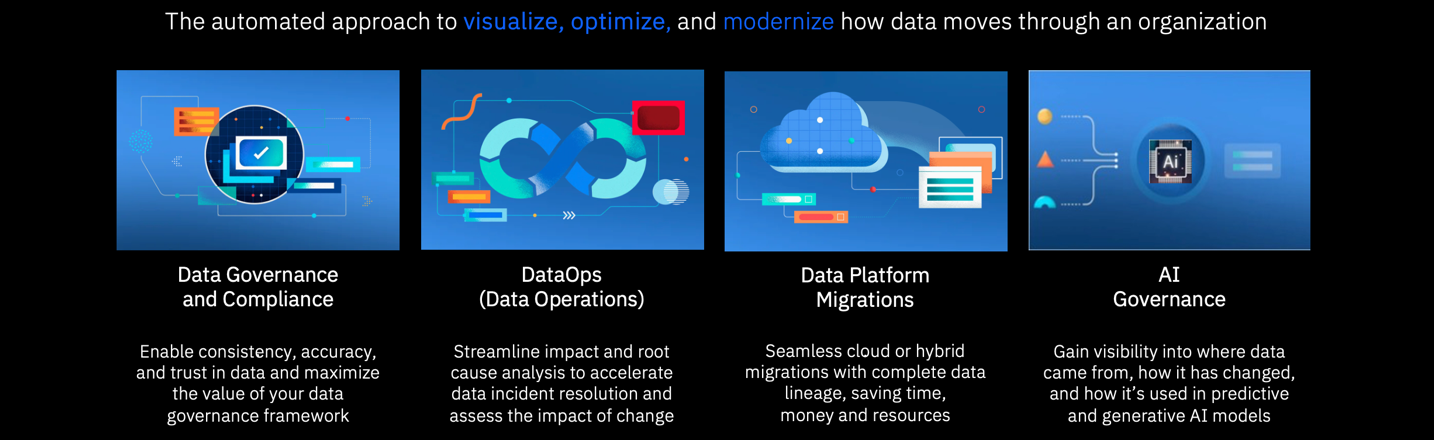 The automated approach to visualize, optimize, and modernize how data moves through an organization
Ai
Data Governance
and Compliance
Enable consistency, accuracy,
and trust in data and maximize
the value of your data
governance framework
DataOps
(Data Operations)
Streamline impact and root
cause analysis to accelerate
data incident resolution and
assess the impact of change
Data Platform
Migrations
Seamless cloud or hybrid
migrations with complete data
lineage, saving time,
money and resources
AI
Governance
Gain visibility into where data
came from, how it has changed,
and how it’s used in predictive
and generative AI models